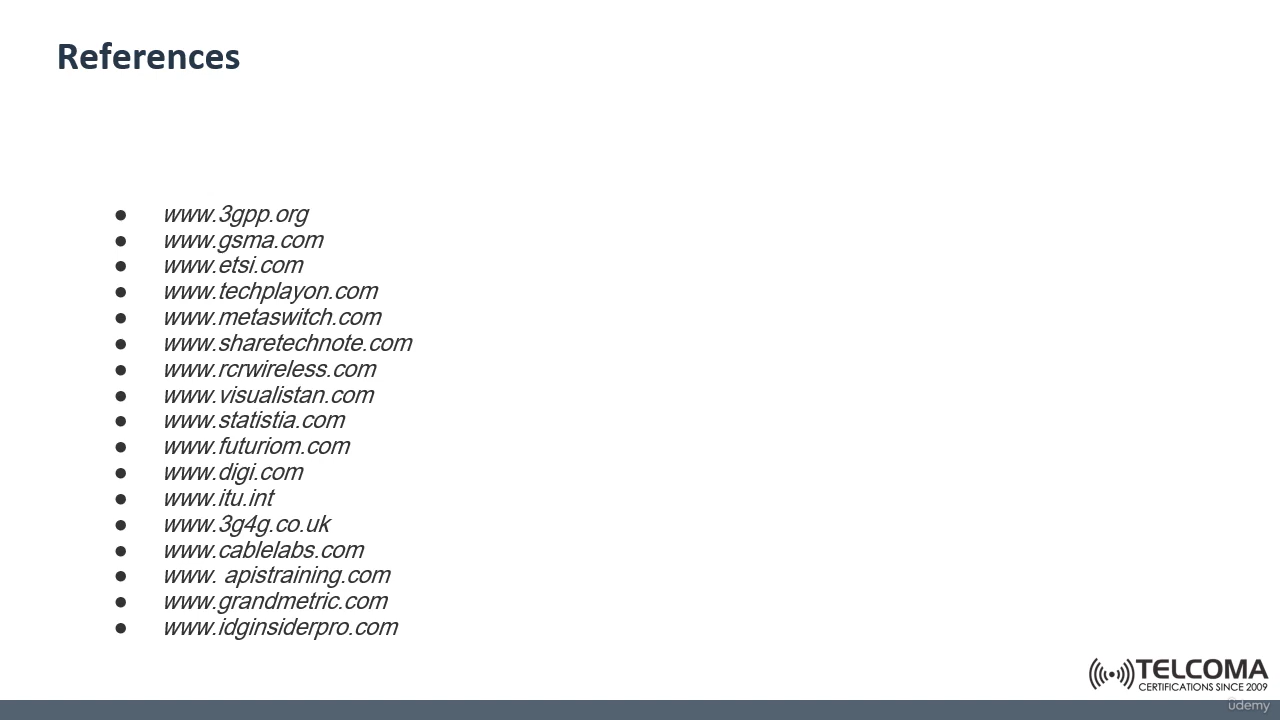 References
● www.3gpp.org
● www.gsma.com
● www.etsi.com
● www.techplayon.com
● www.metaswitch.com
● www.sharetechnote.com
● www.rcrwireless.com
● www.visualistan.com
● www.statistia.com
● www.futuriom.com
● www.digi.com
● www.itu.int
● www.3g4g.co.uk
● www.cablelabs.com
● www. apistraining.com
● www.grandmetric.com
● www.idginsiderpro.com
TELCOMA
CERTIFICATIONS SINCE 2009
udemy